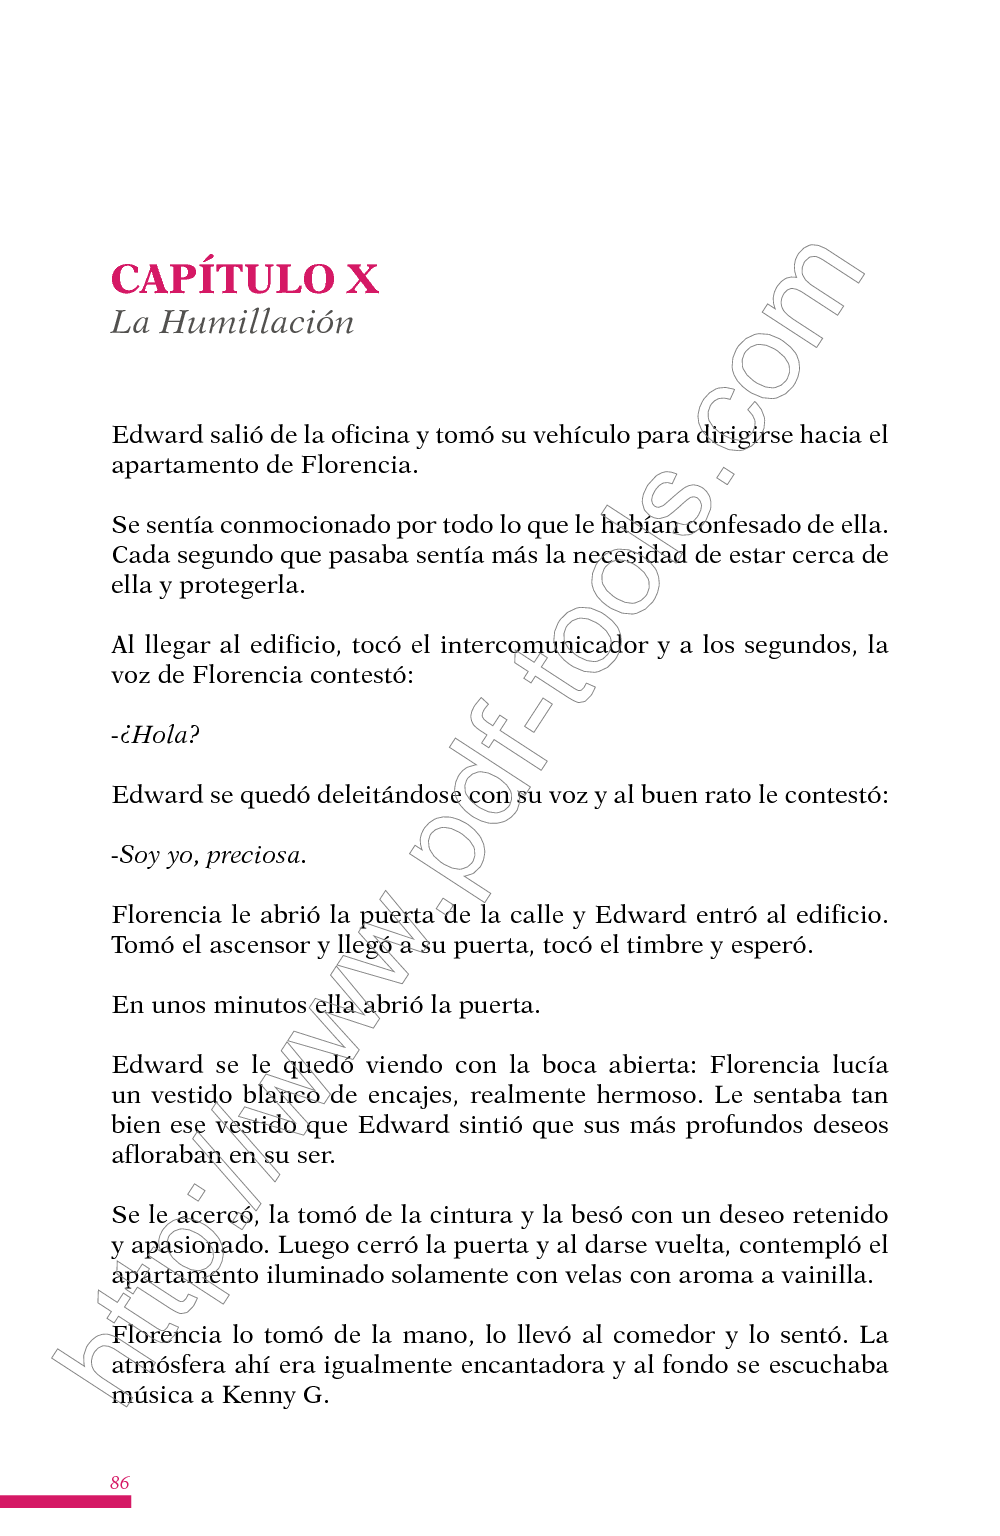 CAPÍTULO X
La Humillación
Edward salió de la oficina y tomó su vehículo para dirigirse hacia el
apartamento de Florencia.
Se sentía conmocionado por todo lo que le habían confesado de ella.
Cada segundo que pasaba sentía más la necesidad de estar cerca de
ella y protegerla.
Al llegar al edificio, tocó el intercomunicador y a los segundos, la
voz de Florencia contestó:
-¿Hola?
Edward se quedó deleitándose con su voz y al buen rato le contestó:
-Soy yo, preciosa.
Florencia le abrió la puerta de la calle y Edward entró al edificio.
Tomó el ascensor y llegó a su puerta, tocó el timbre y esperó.
En unos minutos ella abrió la puerta.
Edward se le quedó viendo con la boca abierta: Florencia lucía
un vestido blanco de encajes, realmente hermoso. Le sentaba tan
bien ese vestido que Edward sintió que sus más profundos deseos
afloraban en su ser.
Se le acercó, la tomó de la cintura y la besó con un deseo retenido
y apasionado. Luego cerró la puerta y al darse vuelta, contempló el
apartamento iluminado solamente con velas con aroma a vainilla.
Florencia lo tomó de la mano, lo llevó al comedor y lo sentó. La
atmósfera ahí era igualmente encantadora y al fondo se escuchaba
música a Kenny G.
86
http://www.pdf-tools.com